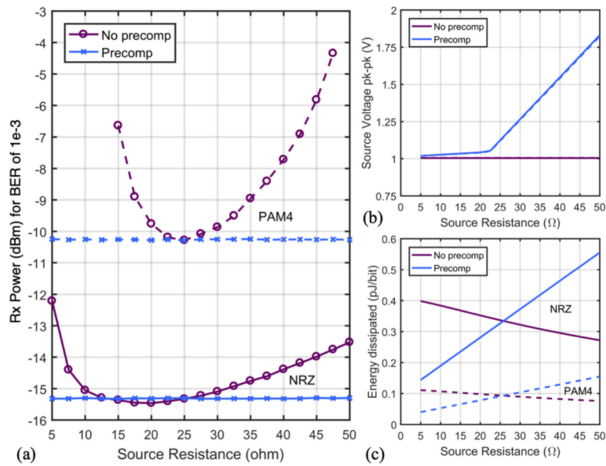 -3
-4
-5
-6
-7
-8
-9
-10
-11
-12
-13
-14
-15
-16
Rx Power (dBm) for BER of 1e-3
No precomp
Precomp
PAM4
NRZ
5 10 15 20 25 30 35 40 45 50
Source Resistance (ohm)
(a)
2
1.75
1.5
1.25
1
0.75
Source Voltage pk-pk (V)
No precomp
Precomp
0 5 10 15 20 25 30 35 40 45 50
Source Resistance (Ω)
(b)
0.6
0.5
0.4
0.3
0.2
0.1
0
Energy dissipated (pJ/bit)
No precomp
Precomp
NRZ
PAM4
0 5 10 15 20 25 30 35 40 45 50
Source Resistance (Ω)
(c)